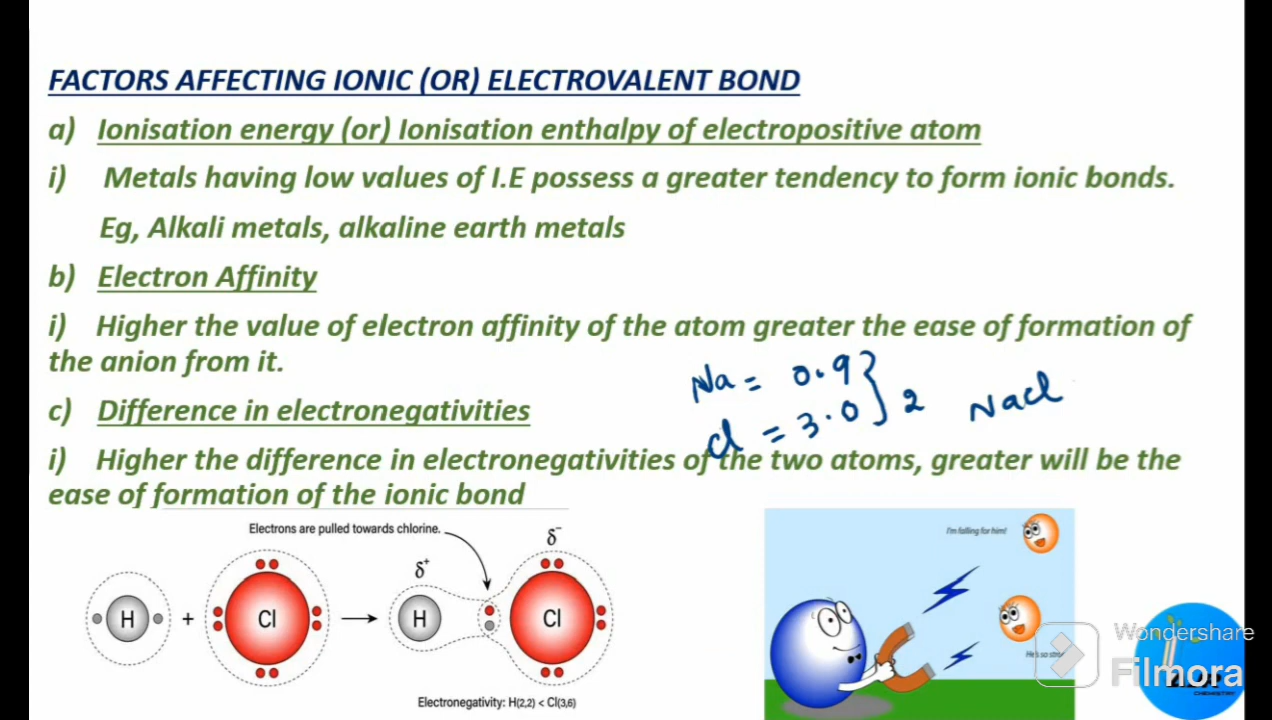 FACTORS AFFECTING IONIC (OR) ELECTROVALENT BOND
a) Ionisation energy (or) Ionisation enthalpy of electropositive atom
i) Metals having low values of I.E possess a greater tendency to form ionic bonds.
Eg, Alkali metals, alkaline earth metals
b) Electron Affinity
i) Higher the value of electron affinity of the atom greater the ease of formation of
the anion from it.
Na = 0.9 } 2 NaCl
Cl = 3.0
c) Difference in electronegativities
i) Higher the difference in electronegativities of the two atoms, greater will be the
ease of formation of the ionic bond
Electrons are pulled towards chlorine.
δ+ δ−
H + Cl → H Cl
Electronegativity: H(2,2) < Cl(3,6)
I'm falling for him!
He's so
Wondershare
Filmora
CHEMISTRY